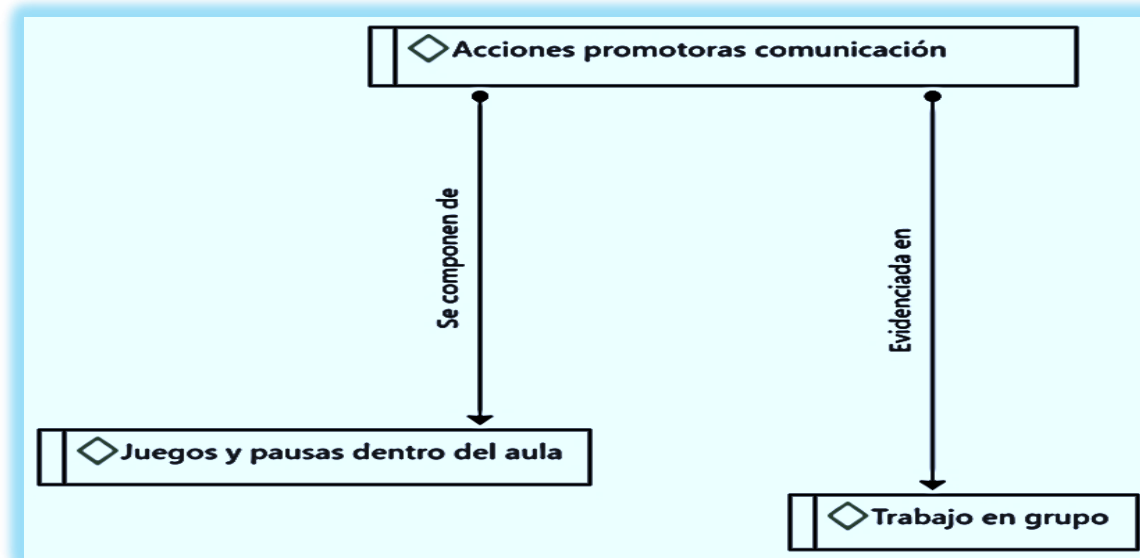 Acciones promotoras comunicación
Se componen de
Evidenciada en
Juegos y pausas dentro del aula
Trabajo en grupo